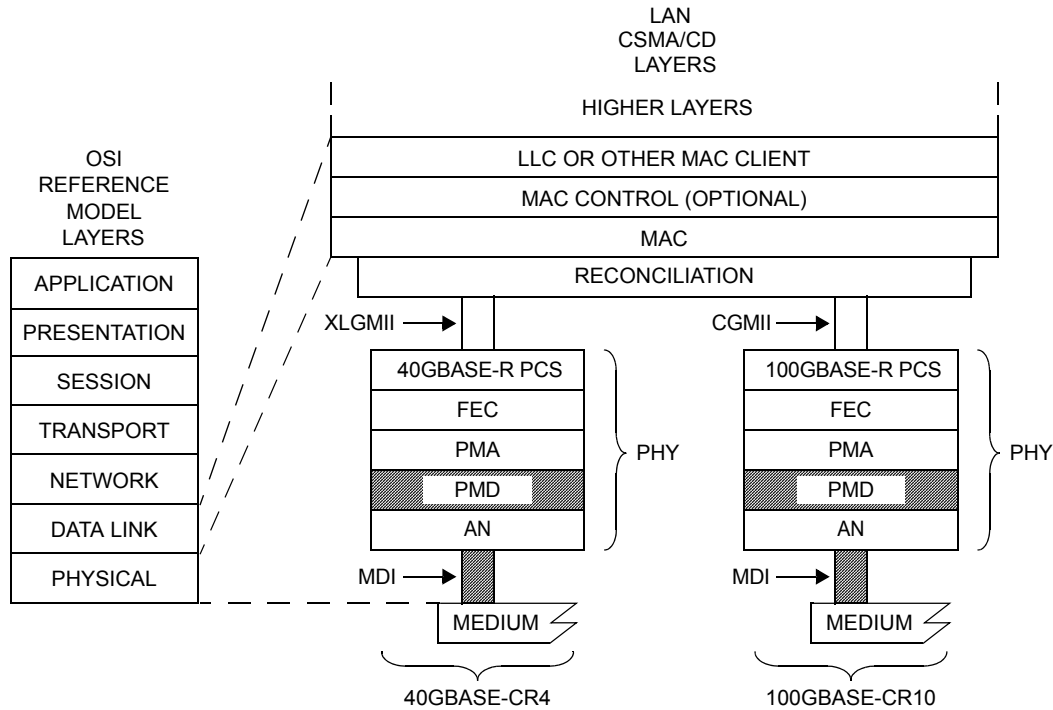 LAN
CSMA/CD
LAYERS
HIGHER LAYERS
LLC OR OTHER MAC CLIENT
MAC CONTROL (OPTIONAL)
MAC
RECONCILIATION
OSI
REFERENCE
MODEL
LAYERS
APPLICATION
PRESENTATION
SESSION
TRANSPORT
NETWORK
DATA LINK
PHYSICAL
XLGMII
40GBASE-R PCS
FEC
PMA
PMD
AN
PHY
MDI
MEDIUM
40GBASE-CR4
CGMII
100GBASE-R PCS
FEC
PMA
PMD
AN
PHY
MDI
MEDIUM
100GBASE-CR10